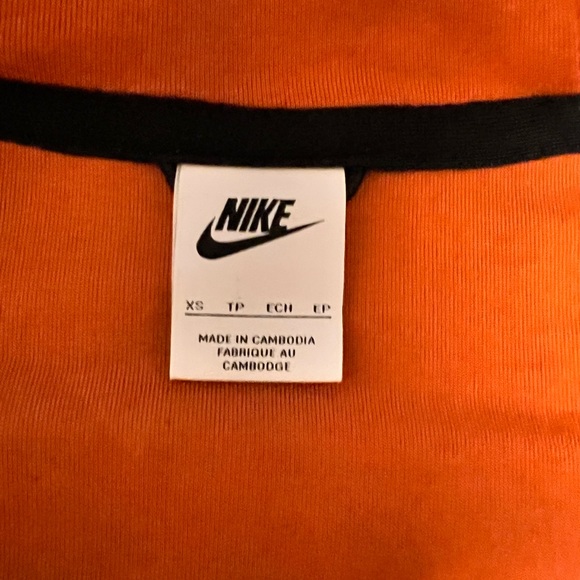 NIKE
XS TP ECH EP
MADE IN CAMBODIA
FABRIQUE AU
CAMBODGE